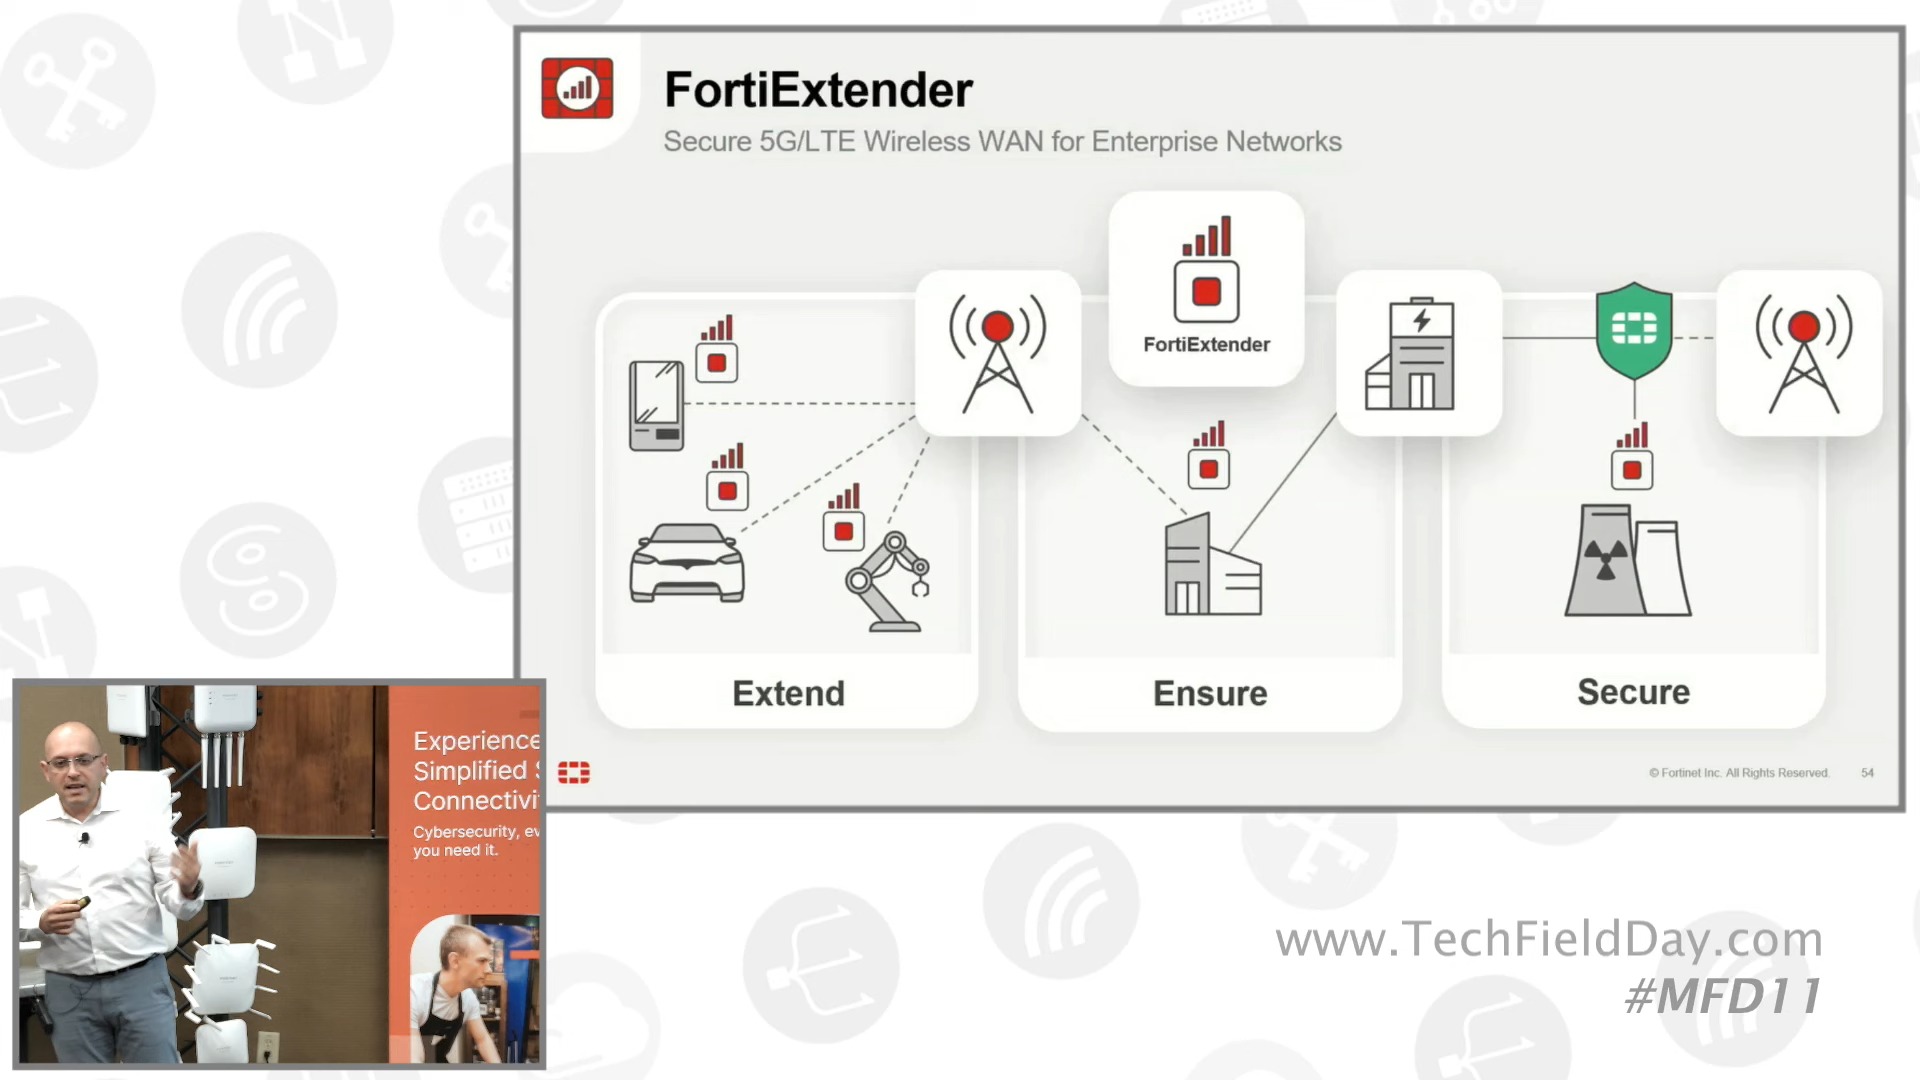 FortiExtender
Secure 5G/LTE Wireless WAN for Enterprise Networks
FortiExtender
Extend
Ensure
Secure
© Fortinet Inc. All Rights Reserved.
54
Experience
Simplified S
Connectivi
Cybersecurity, ev
you need it.
www.TechFieldDay.com
#MFD11